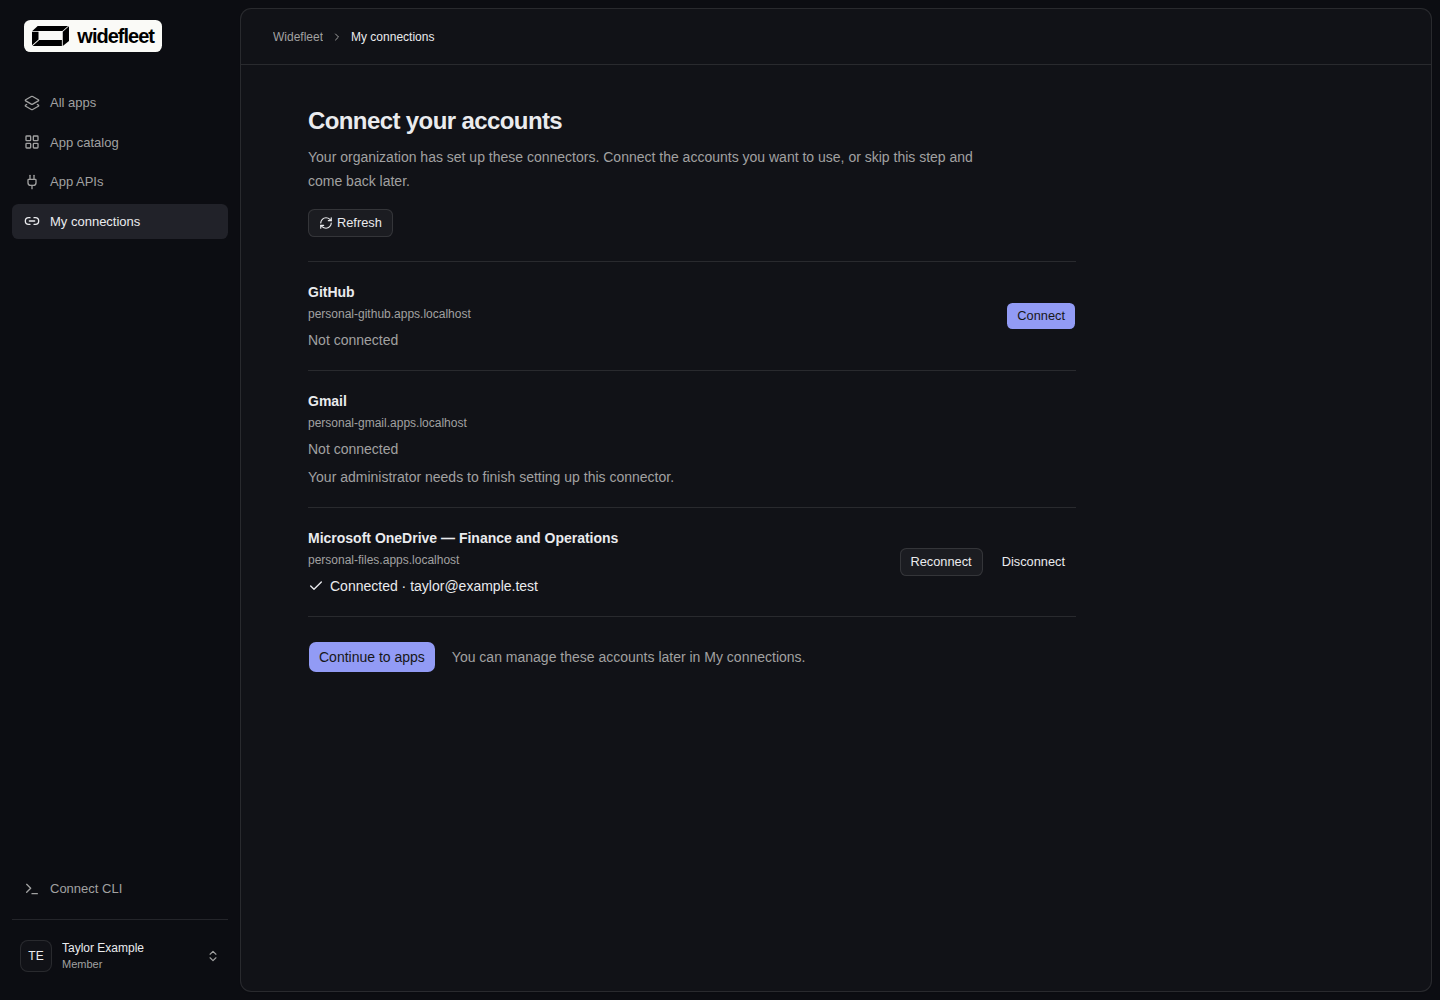 widefleet
All apps
App catalog
App APIs
My connections
Connect CLI
TE
Taylor Example
Member
Widefleet
My connections
Connect your accounts
Your organization has set up these connectors. Connect the accounts you want to use, or skip this step and
come back later.
Refresh
GitHub
personal-github.apps.localhost
Not connected
Connect
Gmail
personal-gmail.apps.localhost
Not connected
Your administrator needs to finish setting up this connector.
Microsoft OneDrive — Finance and Operations
personal-files.apps.localhost
Connected · taylor@example.test
Reconnect
Disconnect
Continue to apps
You can manage these accounts later in My connections.